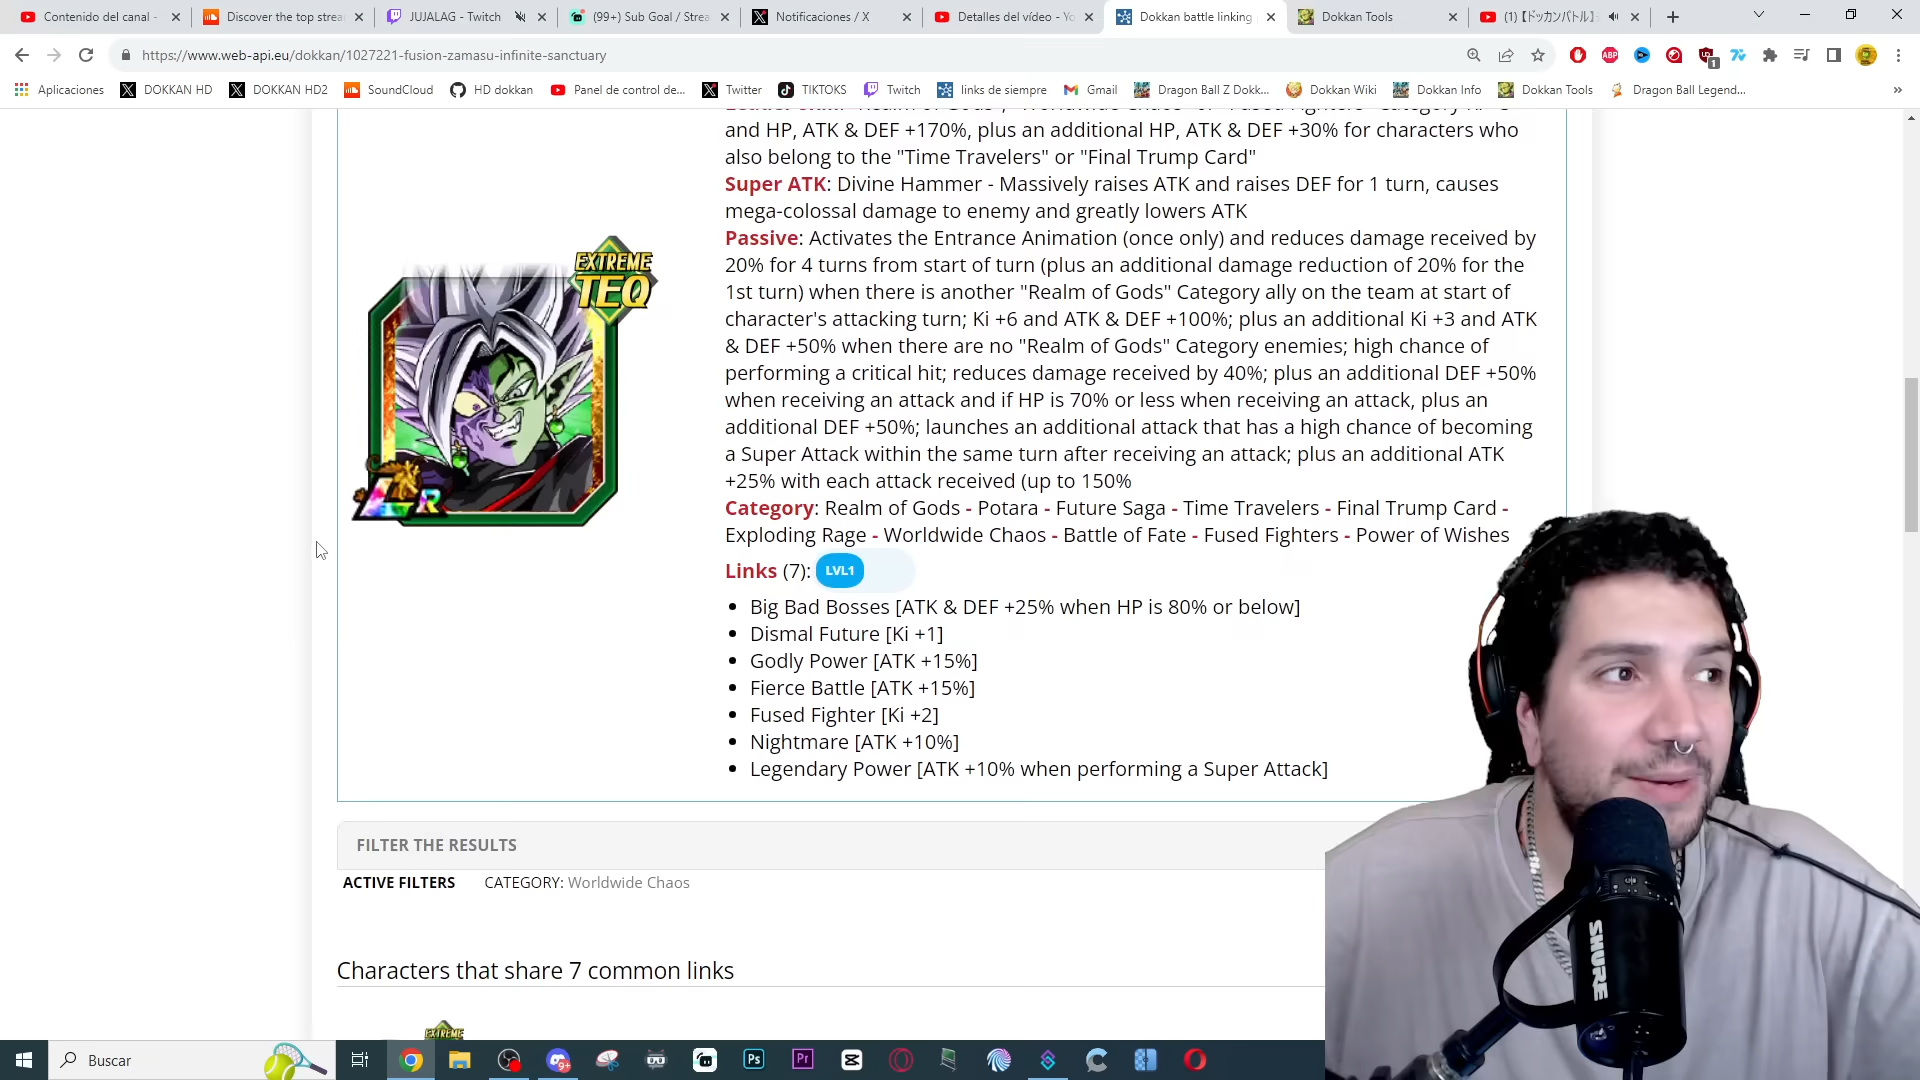 Contenido del canal -
Discover the top strea
JUJALAG - Twitch
(99+) Sub Goal / Strea
Notificaciones / X
Detalles del vídeo - Yo
Dokkan battle linking
Dokkan Tools
(1)【ドッカンバトル】
https://www.web-api.eu/dokkan/1027221-fusion-zamasu-infinite-sanctuary
ABP
1
Aplicaciones
DOKKAN HD
DOKKAN HD2
SoundCloud
HD dokkan
Panel de control de...
Twitter
TIKTOKS
Twitch
links de siempre
Gmail
Dragon Ball Z Dokk...
Dokkan Wiki
Dokkan Info
Dokkan Tools
Dragon Ball Legend...
»
and HP, ATK & DEF +170%, plus an additional HP, ATK & DEF +30% for characters who
also belong to the "Time Travelers" or "Final Trump Card"
Super ATK: Divine Hammer - Massively raises ATK and raises DEF for 1 turn, causes
mega-colossal damage to enemy and greatly lowers ATK
Passive: Activates the Entrance Animation (once only) and reduces damage received by
20% for 4 turns from start of turn (plus an additional damage reduction of 20% for the
1st turn) when there is another "Realm of Gods" Category ally on the team at start of
character's attacking turn; Ki +6 and ATK & DEF +100%; plus an additional Ki +3 and ATK
& DEF +50% when there are no "Realm of Gods" Category enemies; high chance of
performing a critical hit; reduces damage received by 40%; plus an additional DEF +50%
when receiving an attack and if HP is 70% or less when receiving an attack, plus an
additional DEF +50%; launches an additional attack that has a high chance of becoming
a Super Attack within the same turn after receiving an attack; plus an additional ATK
+25% with each attack received (up to 150%
Category: Realm of Gods - Potara - Future Saga - Time Travelers - Final Trump Card -
Exploding Rage - Worldwide Chaos - Battle of Fate - Fused Fighters - Power of Wishes
EXTREME
TEQ
LR
Links (7): LVL1
Big Bad Bosses [ATK & DEF +25% when HP is 80% or below]
Dismal Future [Ki +1]
Godly Power [ATK +15%]
Fierce Battle [ATK +15%]
Fused Fighter [Ki +2]
Nightmare [ATK +10%]
Legendary Power [ATK +10% when performing a Super Attack]
FILTER THE RESULTS
ACTIVE FILTERS CATEGORY: Worldwide Chaos
Characters that share 7 common links
EXTREME
SHURE
Buscar
9+
Ps
Pr